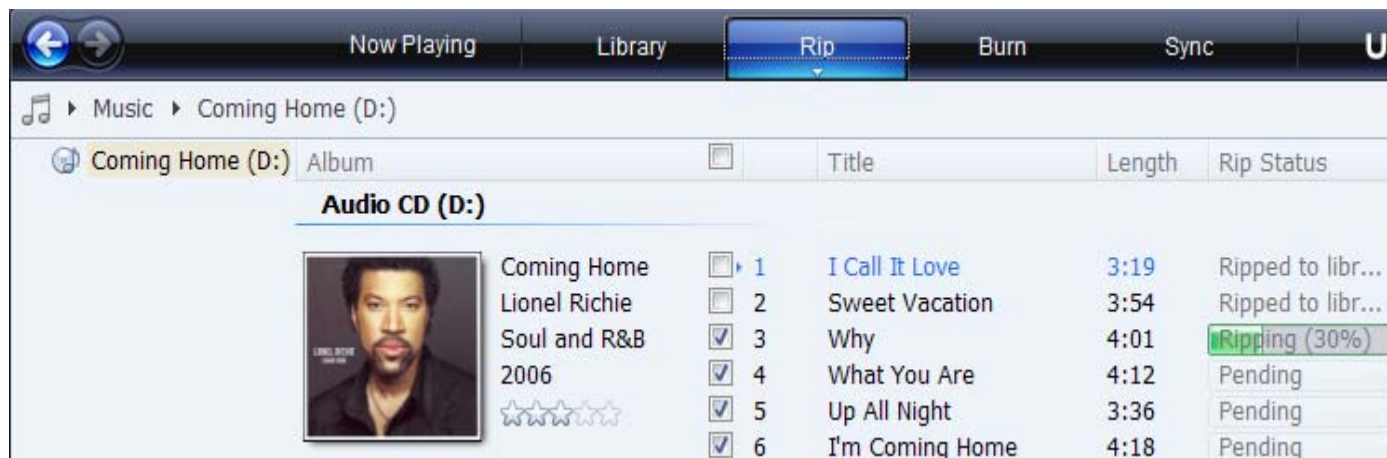 Now Playing Library Rip Burn Sync U
Music Coming Home (D:)
Coming Home (D:) Album Title Length Rip Status
Audio CD (D:)
Coming Home 1 I Call It Love 3:19 Ripped to libr...
Lionel Richie 2 Sweet Vacation 3:54 Ripped to libr...
Soul and R&B 3 Why 4:01 Ripping (30%)
2006 4 What You Are 4:12 Pending
5 Up All Night 3:36 Pending
6 I'm Coming Home 4:18 Pending
LIONEL RICHIE